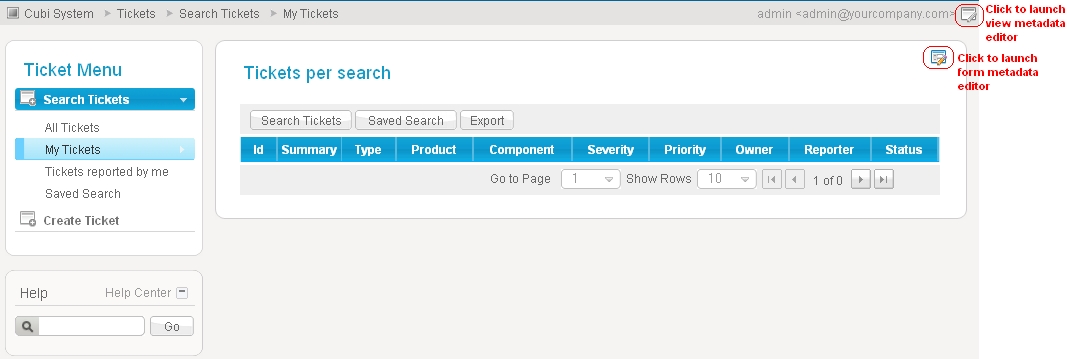 Cubi System Tickets Search Tickets My Tickets
admin <admin@yourcompany.com>
Click to launch
view metadata
editor
Click to launch
form metadata
editor
Ticket Menu
Search Tickets
All Tickets
My Tickets
Tickets reported by me
Saved Search
Create Ticket
Help
Help Center
Go
Tickets per search
Search Tickets Saved Search Export
Id Summary Type Product Component Severity Priority Owner Reporter Status
Go to Page 1 Show Rows 10 1 of 0